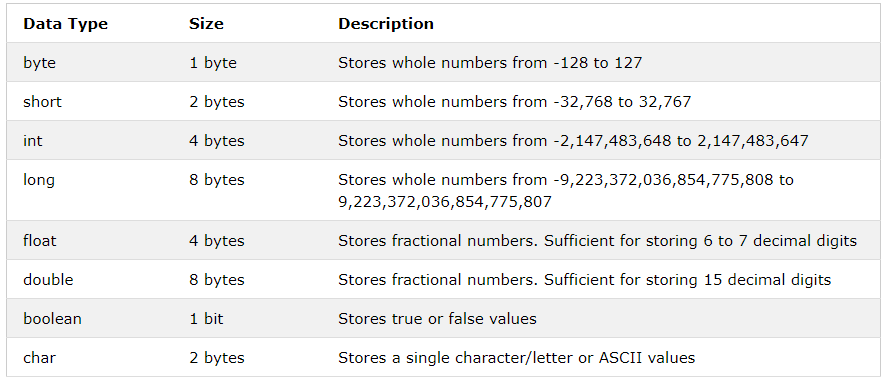 Data Type Size Description
byte 1 byte Stores whole numbers from -128 to 127
short 2 bytes Stores whole numbers from -32,768 to 32,767
int 4 bytes Stores whole numbers from -2,147,483,648 to 2,147,483,647
long 8 bytes Stores whole numbers from -9,223,372,036,854,775,808 to
9,223,372,036,854,775,807
float 4 bytes Stores fractional numbers. Sufficient for storing 6 to 7 decimal digits
double 8 bytes Stores fractional numbers. Sufficient for storing 15 decimal digits
boolean 1 bit Stores true or false values
char 2 bytes Stores a single character/letter or ASCII values